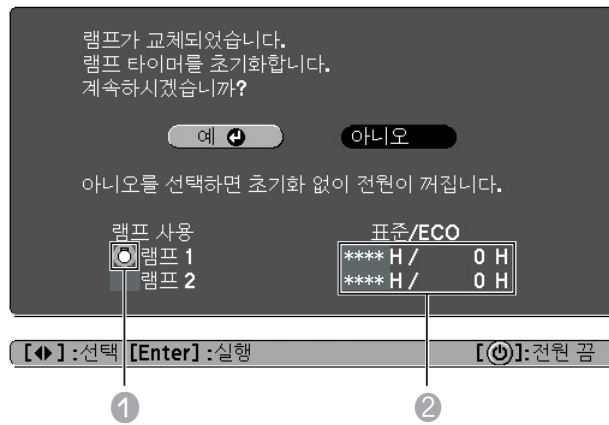 램프가 교체되었습니다.
램프 타이머를 초기화합니다.
계속하시겠습니까?
예 아니오
아니오를 선택하면 초기화 없이 전원이 꺼집니다.
램프 사용 표준/ECO
램프 1 **** H / 0 H
램프 2 **** H / 0 H
[◆]:선택 [Enter]:실행 [⏻]:전원 끔
1 2